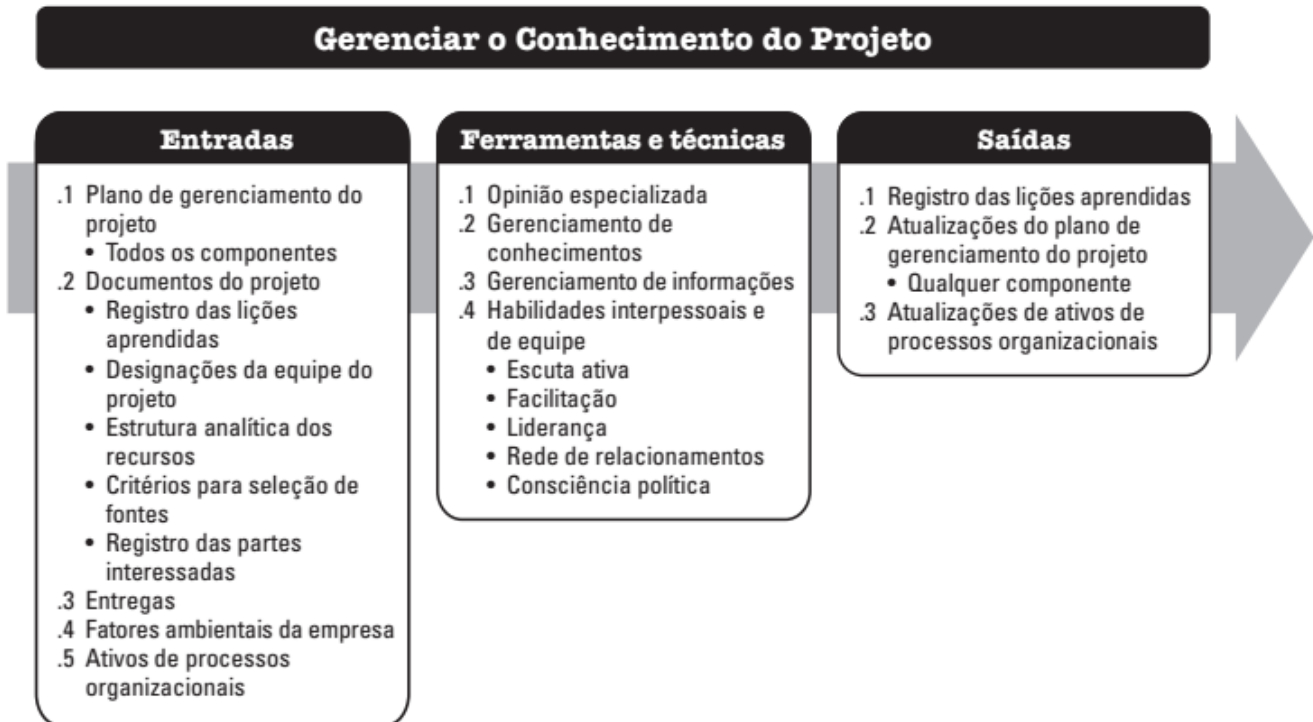 Gerenciar o Conhecimento do Projeto
Entradas
.1 Plano de gerenciamento do
projeto
• Todos os componentes
.2 Documentos do projeto
• Registro das lições
aprendidas
• Designações da equipe do
projeto
• Estrutura analítica dos
recursos
• Critérios para seleção de
fontes
• Registro das partes
interessadas
.3 Entregas
.4 Fatores ambientais da empresa
.5 Ativos de processos
organizacionais
Ferramentas e técnicas
.1 Opinião especializada
.2 Gerenciamento de
conhecimentos
.3 Gerenciamento de informações
.4 Habilidades interpessoais e
de equipe
• Escuta ativa
• Facilitação
• Liderança
• Rede de relacionamentos
• Consciência política
Saídas
.1 Registro das lições aprendidas
.2 Atualizações do plano de
gerenciamento do projeto
• Qualquer componente
.3 Atualizações de ativos de
processos organizacionais